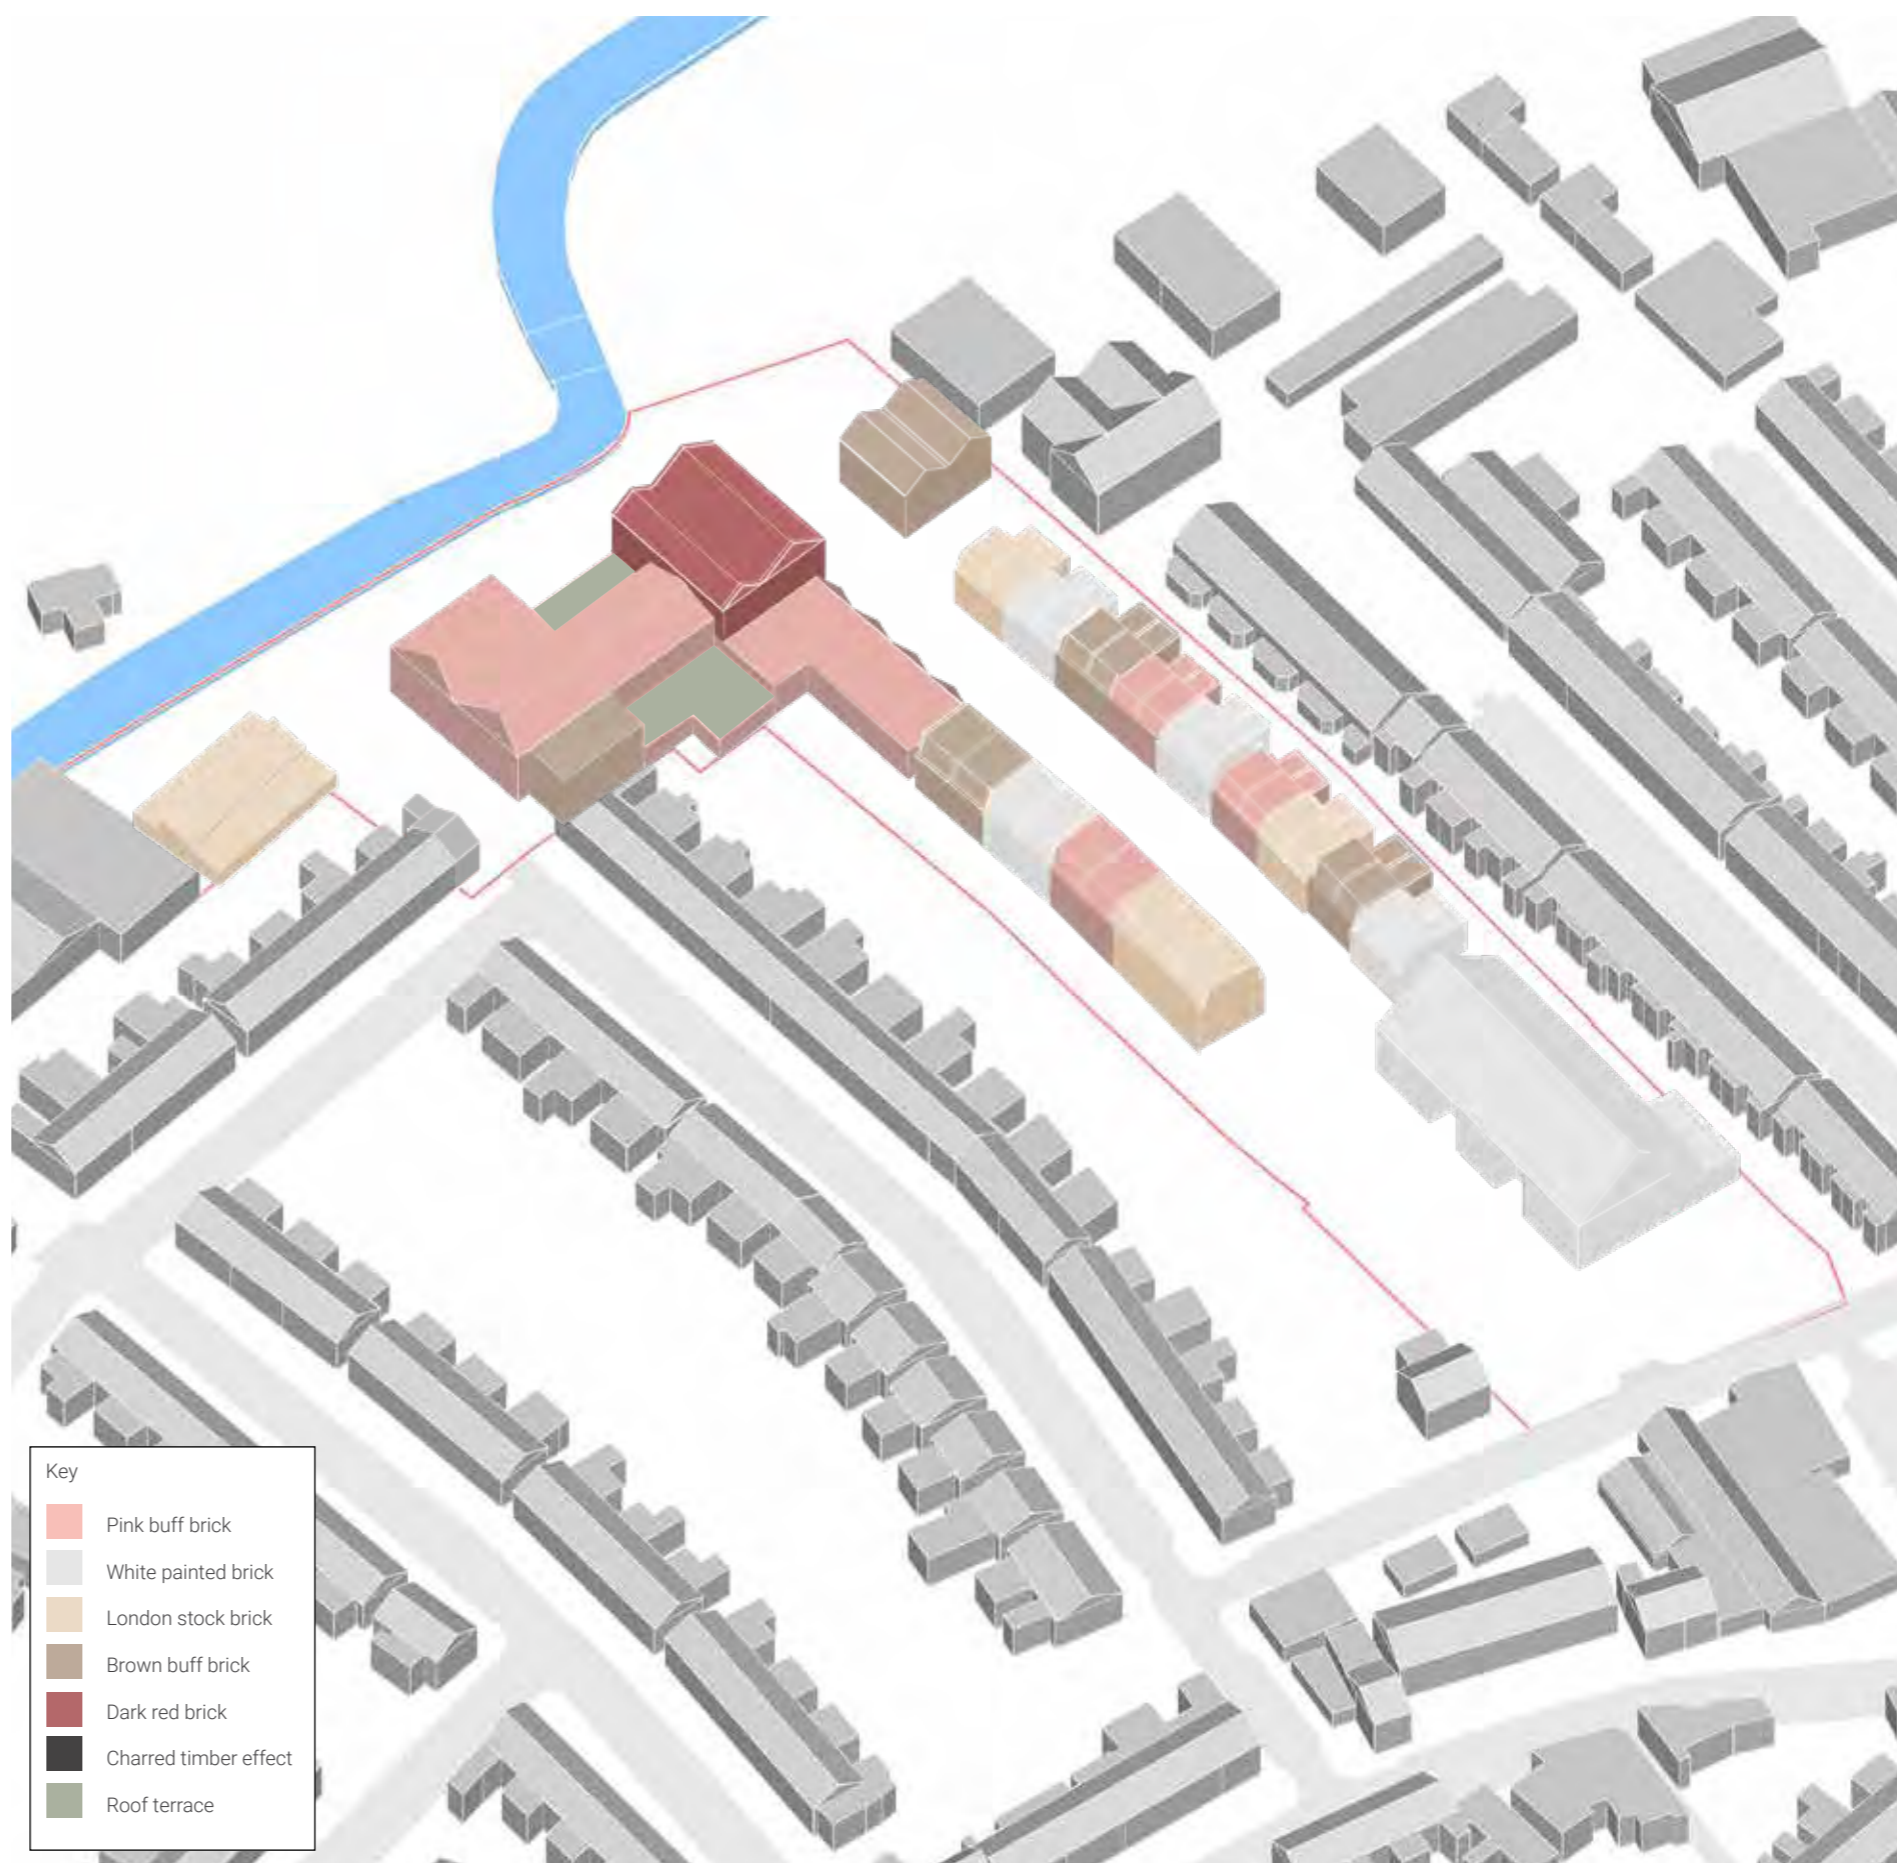 Key
Pink buff brick
White painted brick
London stock brick
Brown buff brick
Dark red brick
Charred timber effect
Roof terrace